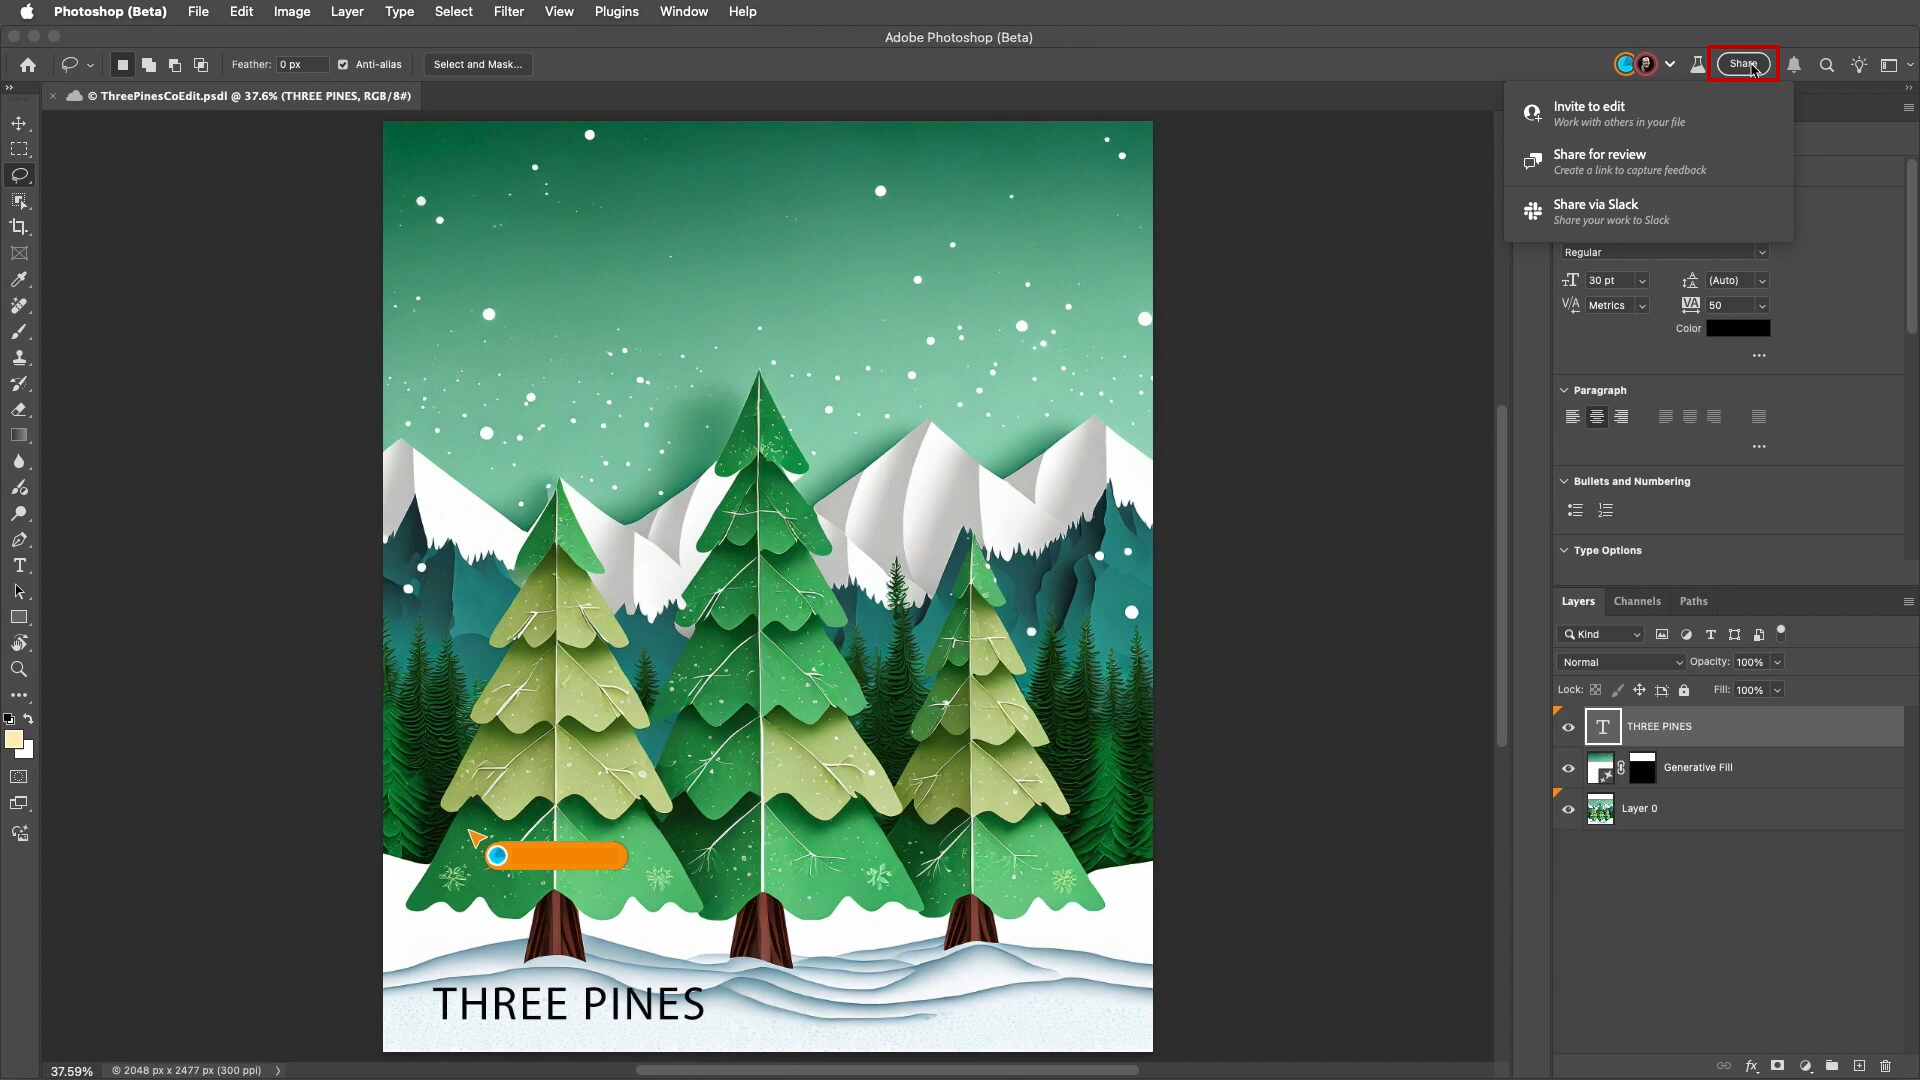 Photoshop (Beta) File Edit Image Layer Type Select Filter View Plugins Window Help
Adobe Photoshop (Beta)
Feather: 0 px Anti-alias Select and Mask... Share
× © ThreePinesCoEdit.psdl @ 37.6% (THREE PINES, RGB/8#)
Invite to edit
Work with others in your file
Share for review
Create a link to capture feedback
Share via Slack
Share your work to Slack
Regular
30 pt (Auto)
Metrics 50
Color
Paragraph
Bullets and Numbering
Type Options
Layers Channels Paths
Kind
Normal Opacity: 100%
Lock: Fill: 100%
THREE PINES
Generative Fill
Layer 0
THREE PINES
37.59% © 2048 px x 2477 px (300 ppi)